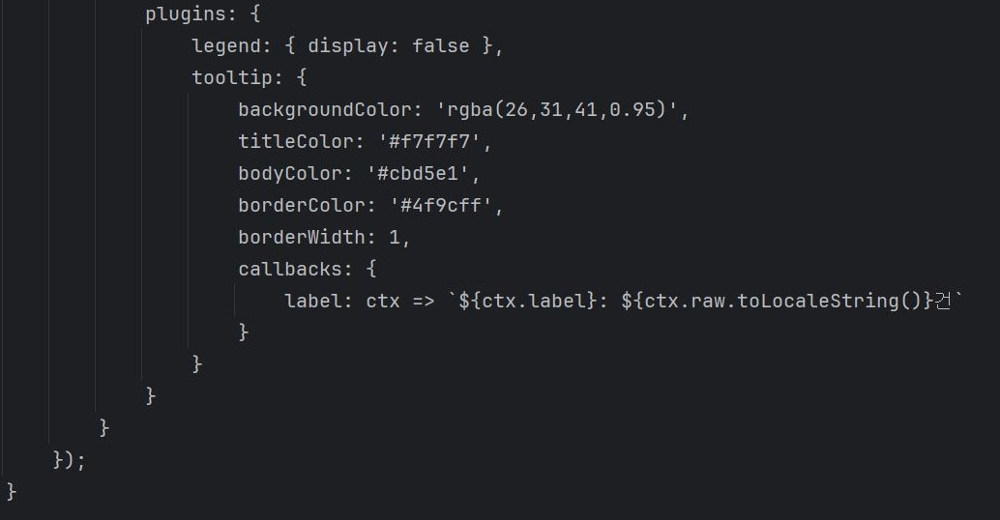 plugins: {
legend: { display: false },
tooltip: {
backgroundColor: 'rgba(26,31,41,0.95)',
titleColor: '#f7f7f7',
bodyColor: '#cbd5e1',
borderColor: '#4f9cff',
borderWidth: 1,
callbacks: {
label: ctx => `${ctx.label}: ${ctx.raw.toLocaleString()}건`
}
}
}
}
});
}